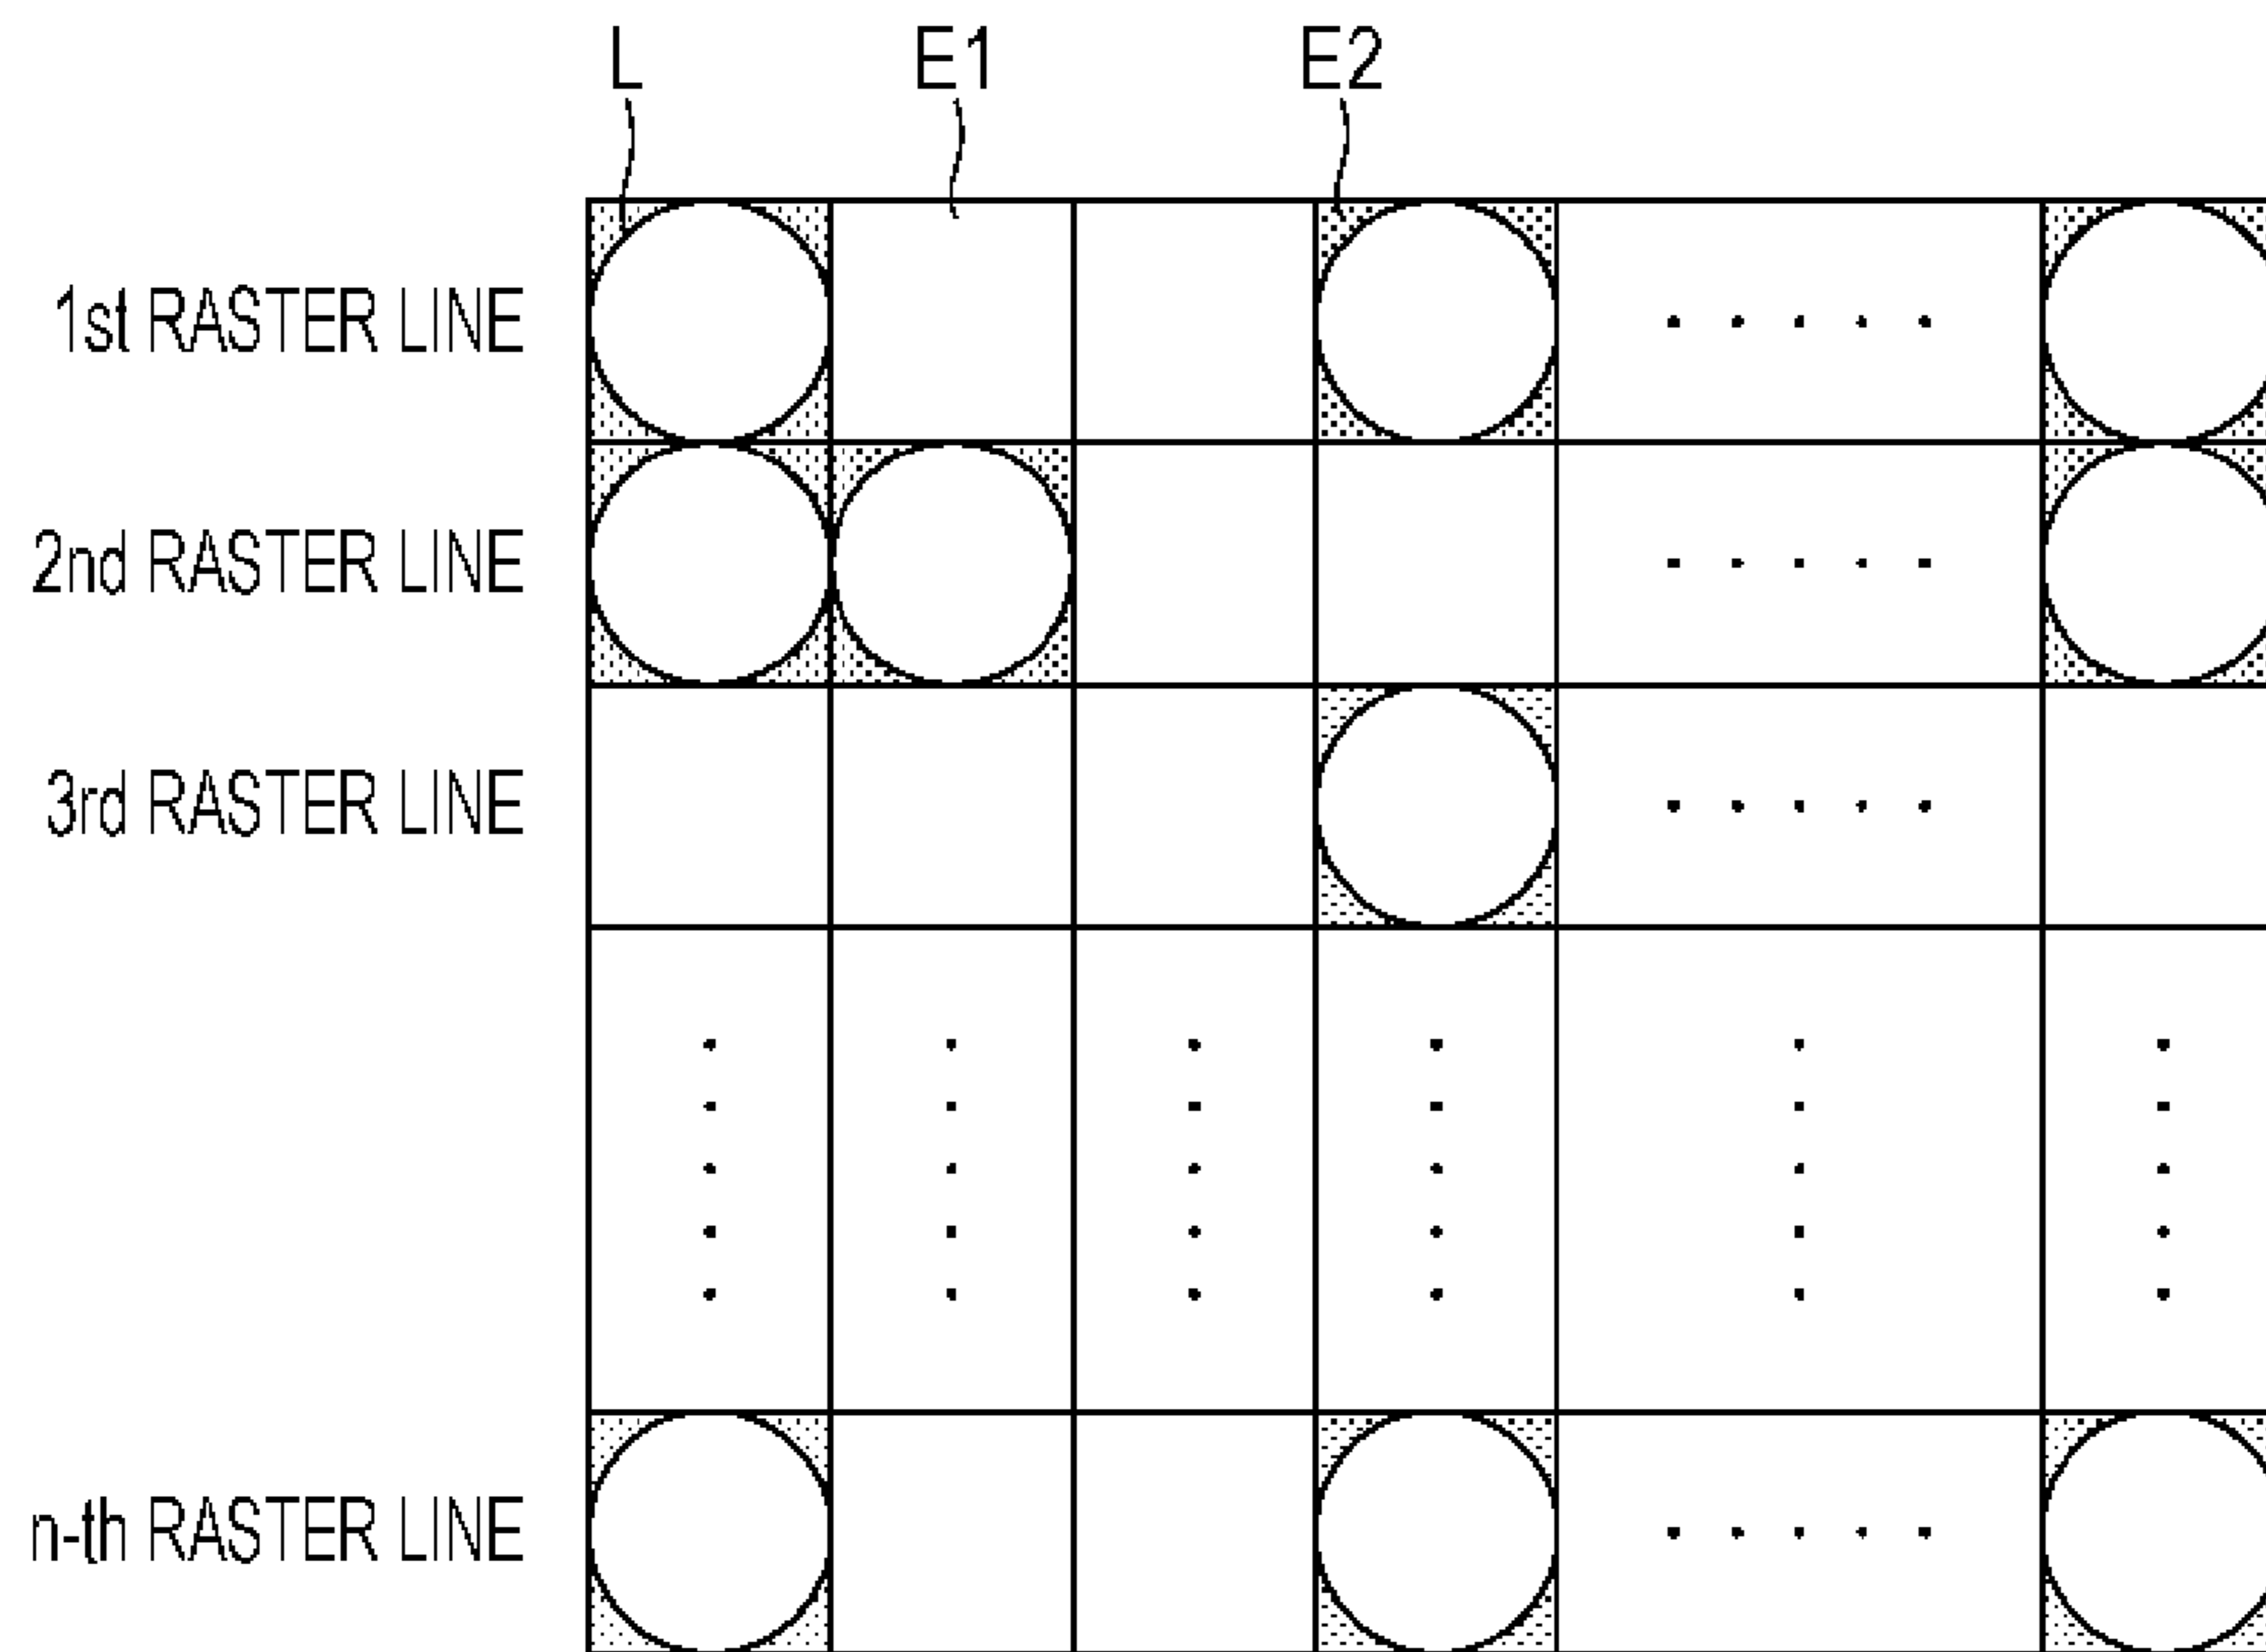 L E1 E2
1st RASTER LINE
2nd RASTER LINE
3rd RASTER LINE
n-th RASTER LINE